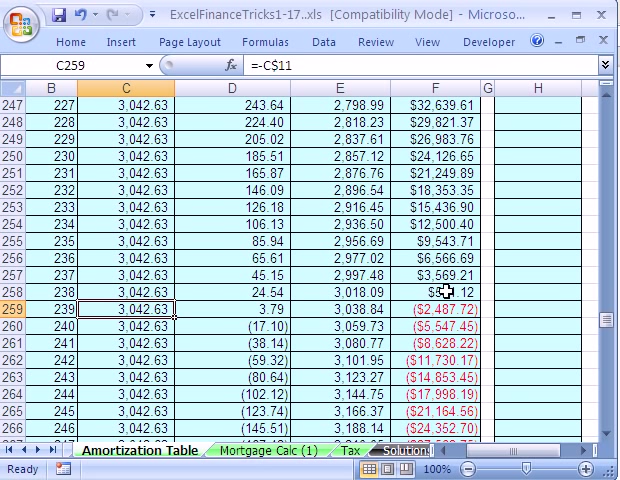 ExcelFinanceTricks1-17..xls [Compatibility Mode] - Microso...
Home Insert Page Layout Formulas Data View Developer
C259 fx =-C$11
B C D E F G H
247 227 3,042.63 243.64 2,798.99 $32,639.61
248 228 3,042.63 224.40 2,818.23 $29,821.37
249 229 3,042.63 205.02 2,837.61 $26,983.76
250 230 3,042.63 185.51 2,857.12 $24,126.65
251 231 3,042.63 165.87 2,876.76 $21,249.89
252 232 3,042.63 146.09 2,896.54 $18,353.35
253 233 3,042.63 126.18 2,916.45 $15,436.90
254 234 3,042.63 106.13 2,936.50 $12,500.40
255 235 3,042.63 85.94 2,956.69 $9,543.71
256 236 3,042.63 65.61 2,977.02 $6,566.69
257 237 3,042.63 45.15 2,997.48 $3,569.21
258 238 3,042.63 24.54 3,018.09
259 239 3,042.63 3.79 3,038.84 ($2,487.72)
260 240 3,042.63 (17.10) 3,059.73 ($5,547.45)
261 241 3,042.63 (38.14) 3,080.77 ($8,628.22)
262 242 3,042.63 (59.32) 3,101.95 ($11,730.17)
263 243 3,042.63 (80.64) 3,123.27 ($14,853.45)
264 244 3,042.63 (102.12) 3,144.75 ($17,998.19)
265 245 3,042.63 (123.74) 3,166.37 ($21,164.56)
266 246 3,042.63 (145.51) 3,188.14 ($24,352.70)
Amortization Table Mortgage Calc (1) Tax Solutions
Ready 100%